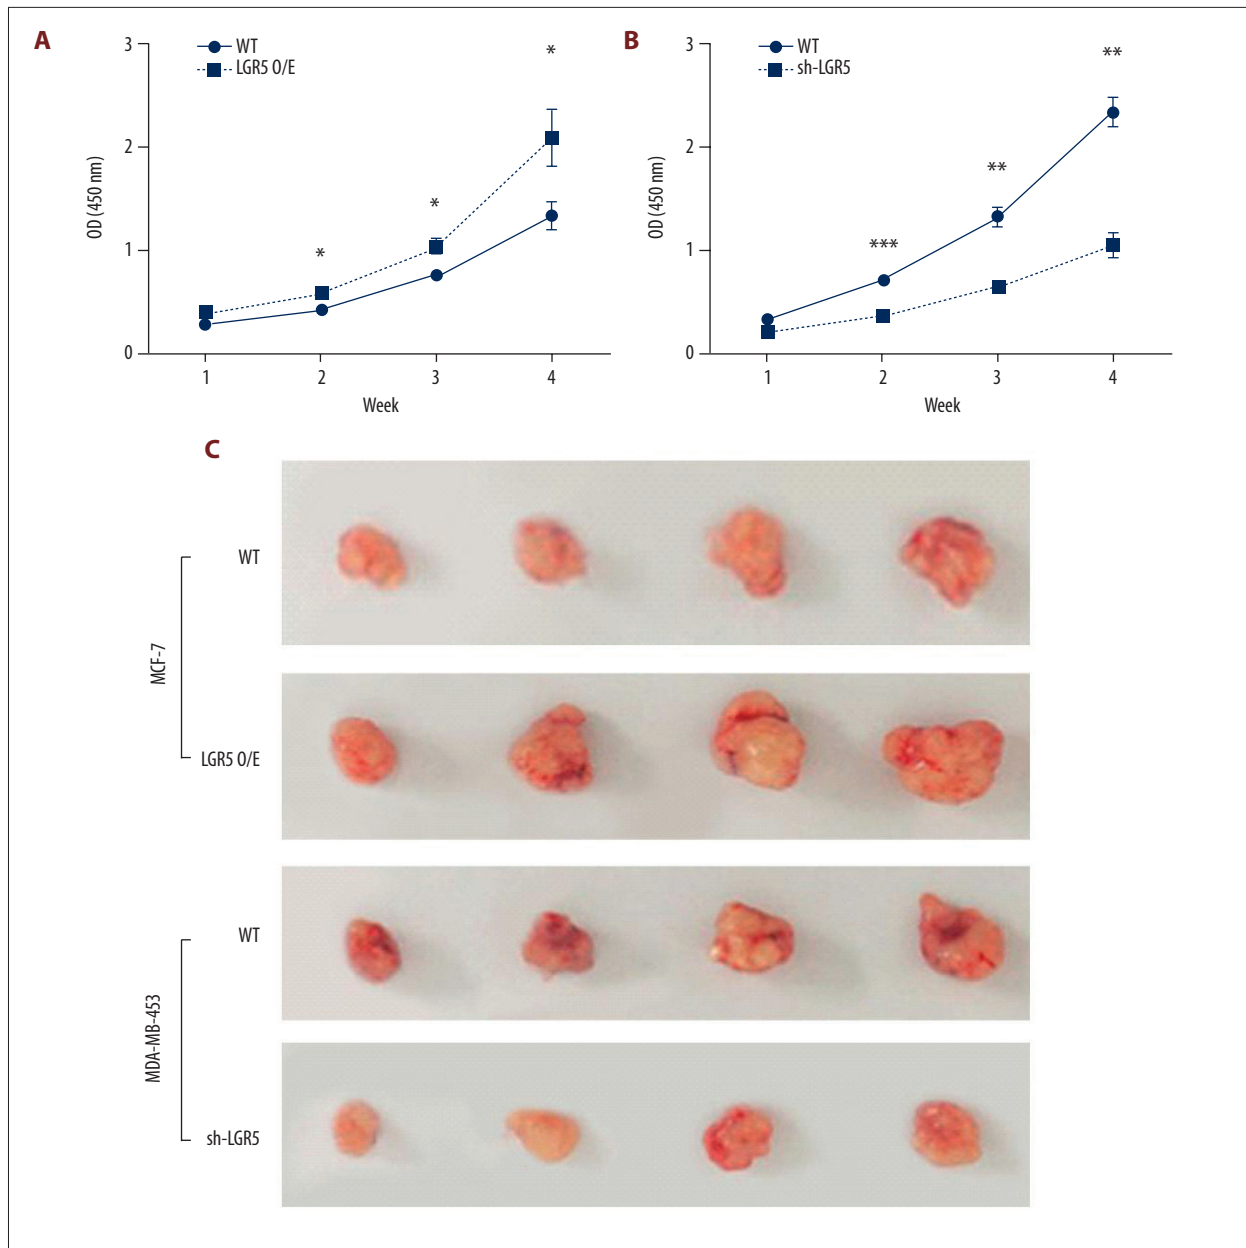 A
3
2
1
0
OD (450 nm)
WT
LGR5 O/E
*
*
*
1 2 3 4
Week
B
3
2
1
0
OD (450 nm)
WT
sh-LGR5
***
**
**
1 2 3 4
Week
C
MCF-7
WT
LGR5 O/E
MDA-MB-453
WT
sh-LGR5